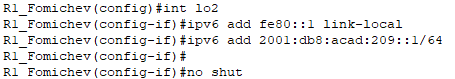 R1_Fomichev(config)#int lo2
R1_Fomichev(config-if)#ipv6 add fe80::1 link-local
R1_Fomichev(config-if)#ipv6 add 2001:db8:acad:209::1/64
R1_Fomichev(config-if)#
R1_Fomichev(config-if)#no shut